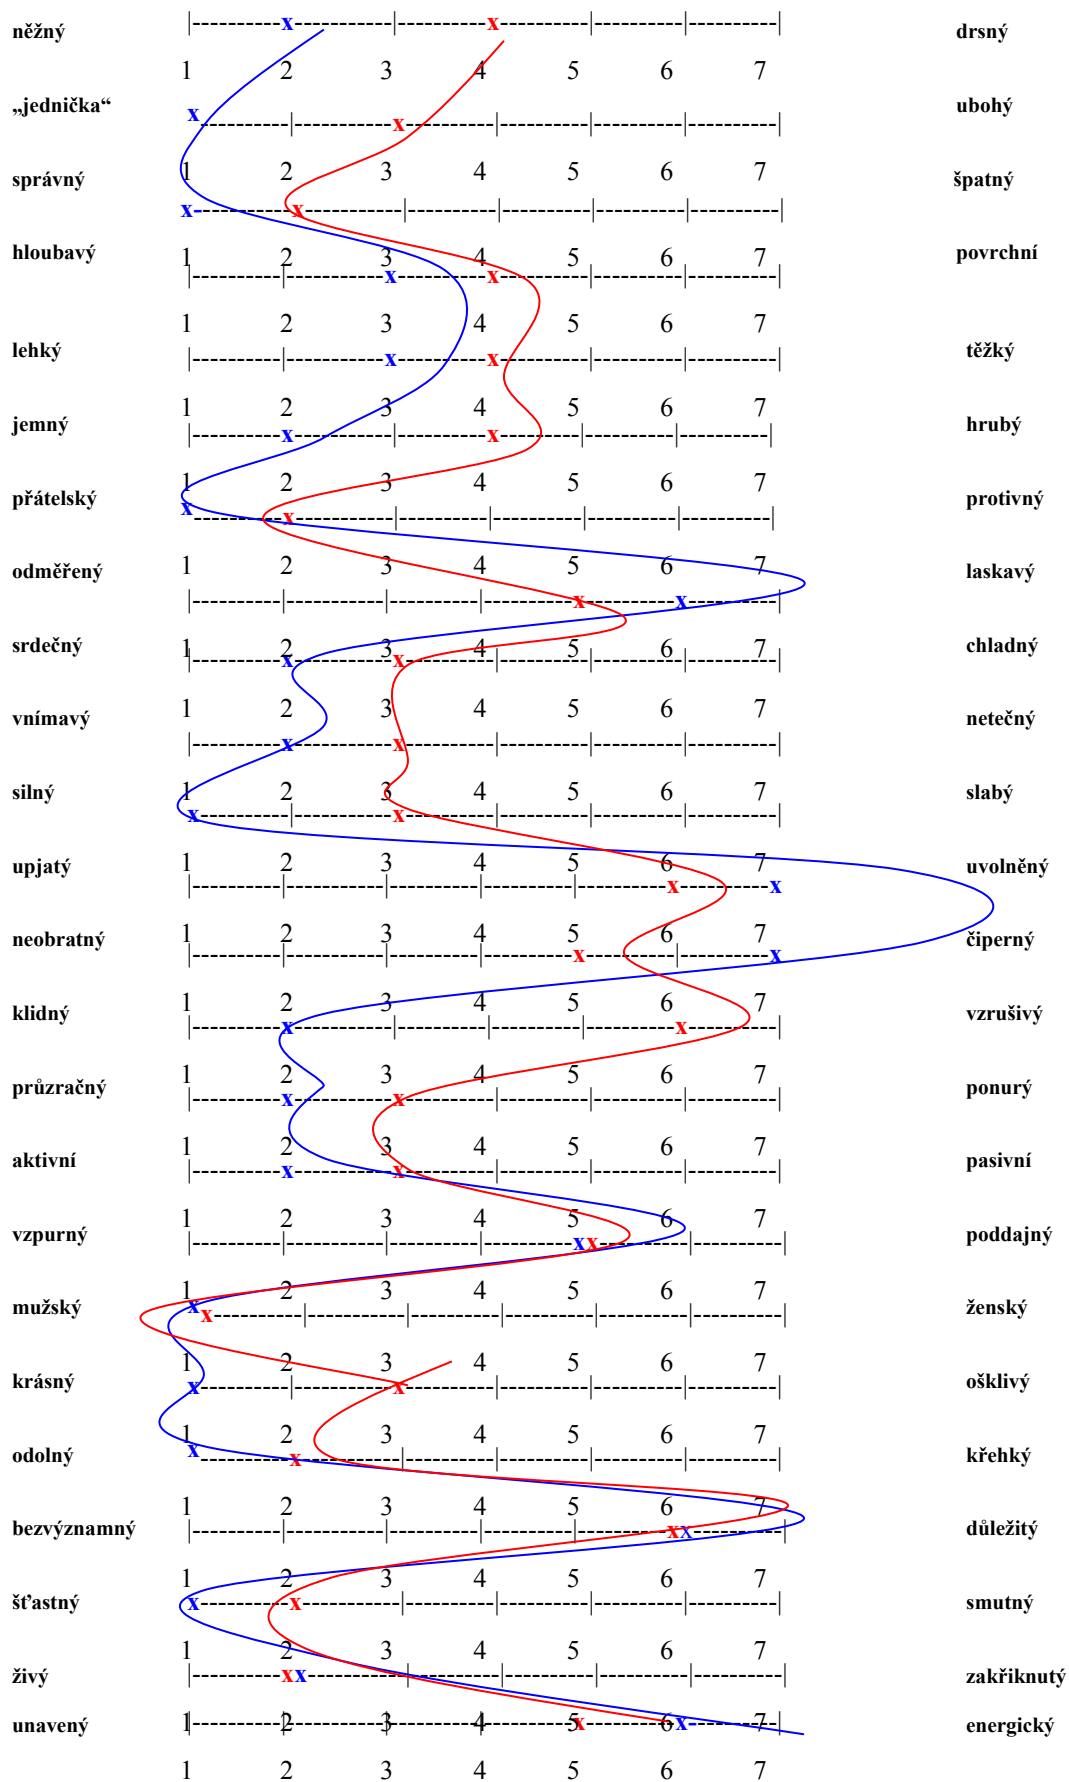 něžný |---------x----------|---------x---------|---------|---------| drsný
1 2 3 4 5 6 7
„jednička“ x---------|----------x---------|---------|---------| ubohý
1 2 3 4 5 6 7
správný x-----|----x----------|---------|---------|---------| špatný
1 2 3 4 5 6 7
hloubavý |---------|----------x---------x---------|---------|---------| povrchní
1 2 3 4 5 6 7
lehký |---------|----------x---------x---------|---------|---------| těžký
1 2 3 4 5 6 7
jemný |---------x----------|---------x--------|---------|---------| hrubý
1 2 3 4 5 6 7
přátelský x---------x----------|---------|---------|---------| protivný
1 2 3 4 5 6 7
odměřený |---------|----------|---------|---------x---------x---------| laskavý
1 2 3 4 5 6 7
srdečný |---------x----------x---------|---------|---------|---------| chladný
1 2 3 4 5 6 7
vnímavý |---------x----------x---------|---------|---------|---------| netečný
1 2 3 4 5 6 7
silný x---------|----------x---------|---------|---------|---------| slabý
1 2 3 4 5 6 7
upjatý |---------|----------|---------|---------|---------x---------x uvolněný
1 2 3 4 5 6 7
neobratný |---------|----------|---------|---------x---------|---------x čiperný
1 2 3 4 5 6 7
klidný |---------x----------|---------|---------|---------x---------| vzrušivý
1 2 3 4 5 6 7
průzračný |---------x----------x---------|---------|---------|---------| ponurý
1 2 3 4 5 6 7
aktivní |---------x----------x---------|---------|---------|---------| pasivní
1 2 3 4 5 6 7
vzpurný |---------|----------|---------|---------xx---------|---------| poddajný
1 2 3 4 5 6 7
mužský xx---------|----------|---------|---------|---------|---------| ženský
1 2 3 4 5 6 7
krásný x---------|----------x---------|---------|---------|---------| ošklivý
1 2 3 4 5 6 7
odolný x---------x----------|---------|---------|---------|---------| křehký
1 2 3 4 5 6 7
bezvýznamný |---------|----------|---------|---------|---------xx---------| důležitý
1 2 3 4 5 6 7
šťastný x---------x----------|---------|---------|---------|---------| smutný
1 2 3 4 5 6 7
živý |---------xx----------|---------|---------|---------|---------| zakřiknutý
unavený |---------|----------|---------|---------x---------x---------| energický
1 2 3 4 5 6 7
1 2 3 4 5 6 7